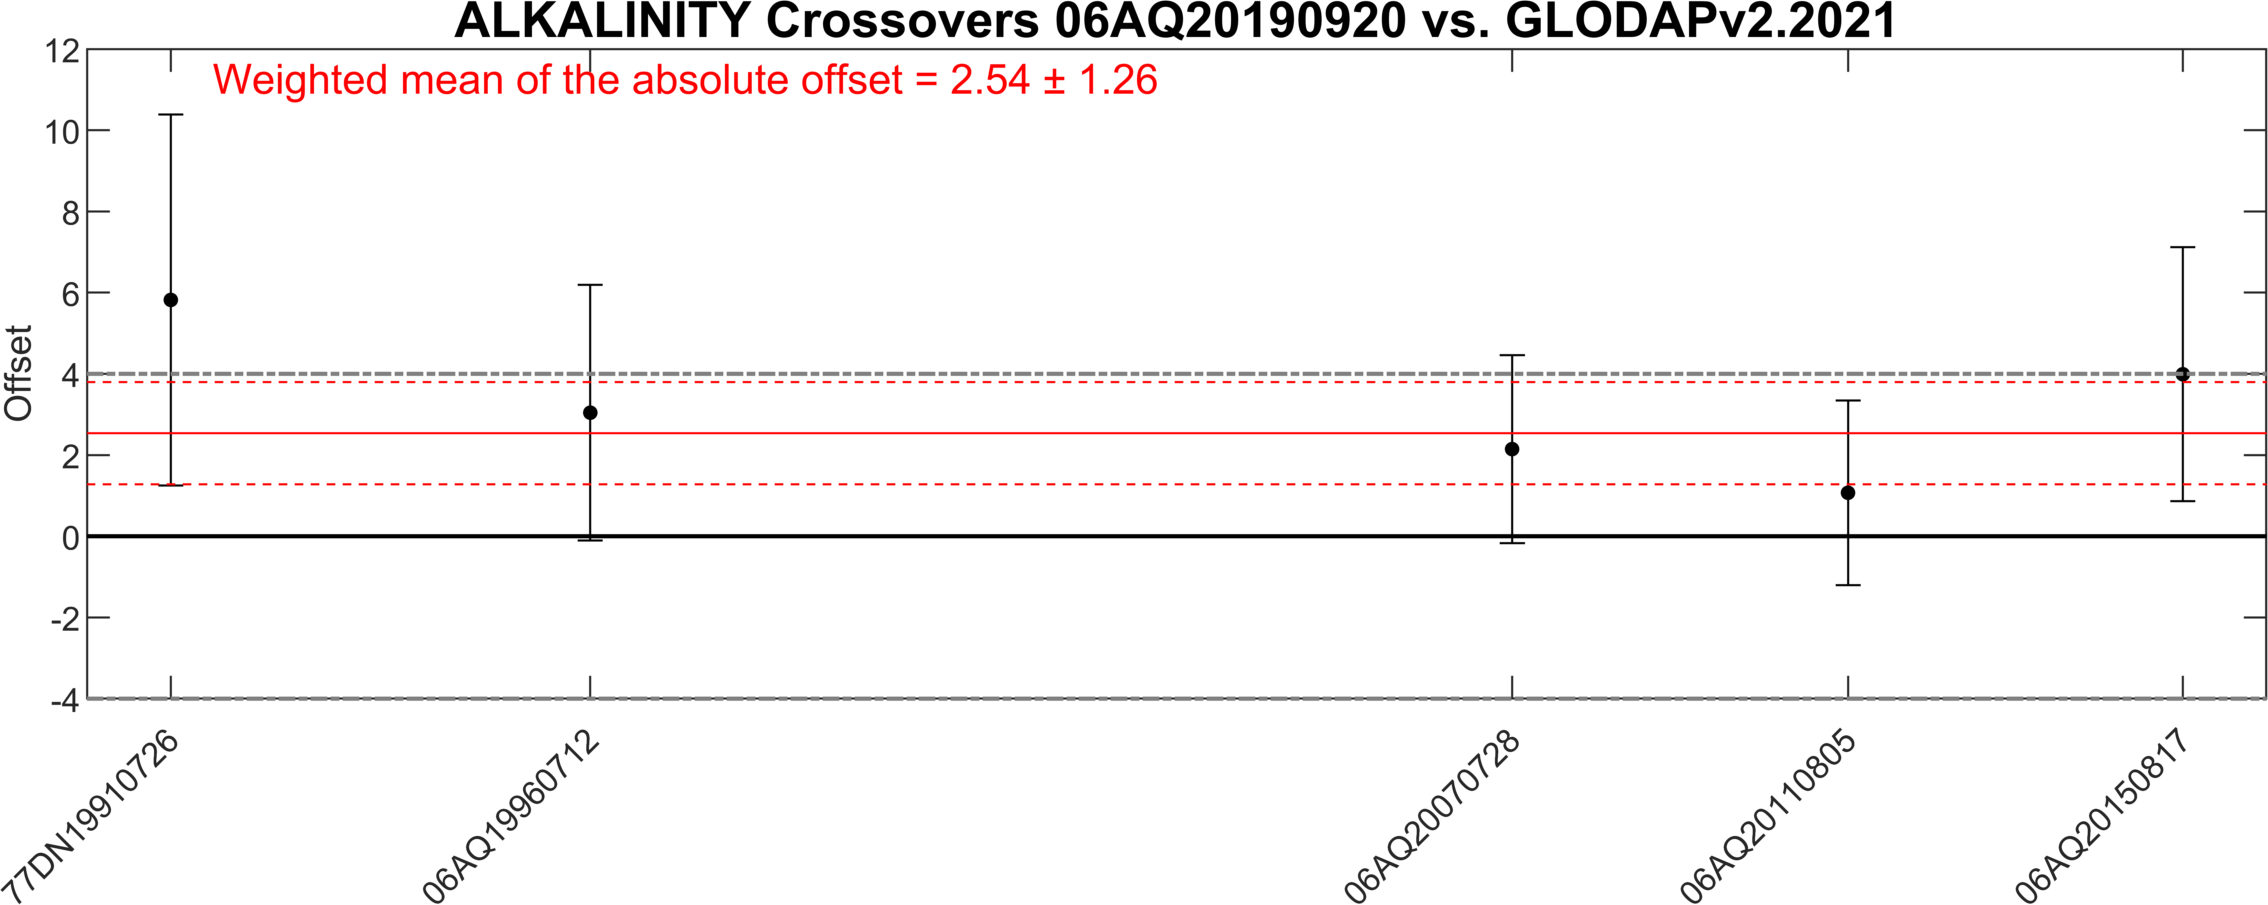 ALKALINITY Crossovers 06AQ20190920 vs. GLODAPv2.2021
Weighted mean of the absolute offset = 2.54 ± 1.26
Offset
12
10
8
6
4
2
0
-2
-4
77DN19910726
06AQ19960712
06AQ20070728
06AQ20110805
06AQ20150817